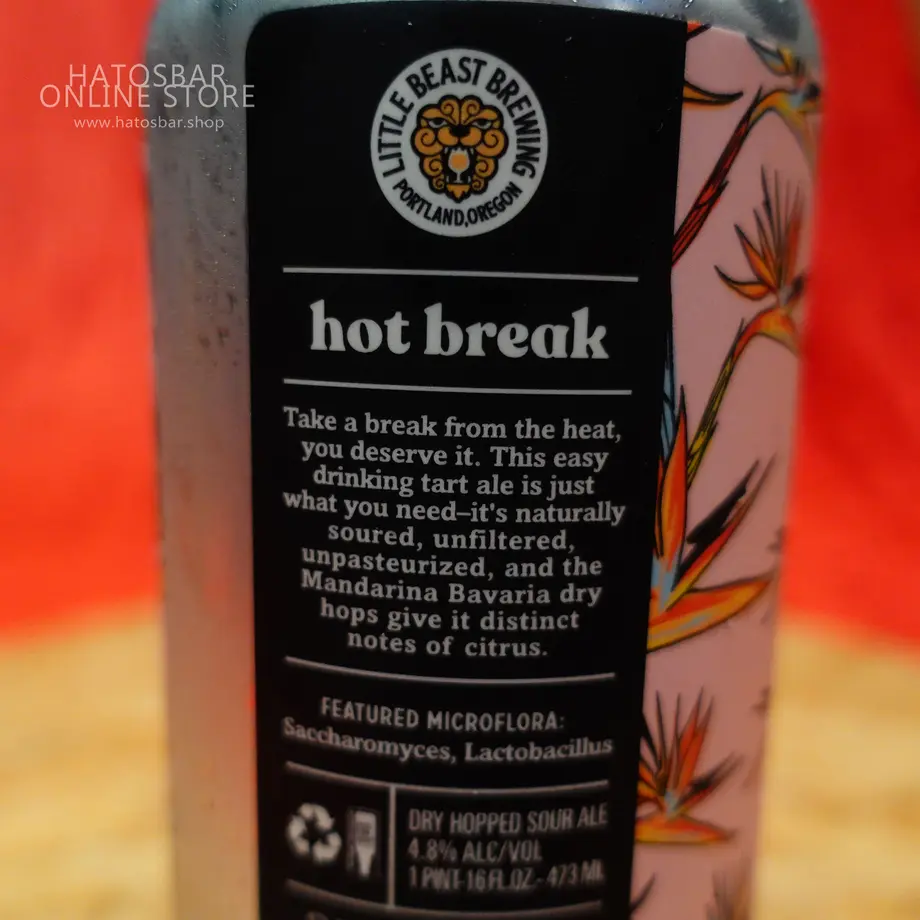 HATOSBAR
ONLINE STORE
www.hatosbar.shop
LITTLE BEAST BREWING
PORTLAND, OREGON
hot break
Take a break from the heat,
you deserve it. This easy
drinking tart ale is just
what you need–it's naturally
soured, unfiltered,
unpasteurized, and the
Mandarina Bavaria dry
hops give it distinct
notes of citrus.
FEATURED MICROFLORA:
Saccharomyces, Lactobacillus
DRY HOPPED SOUR ALE
4.8% ALC/VOL
1 PINT-16 FL.OZ.-473 ML